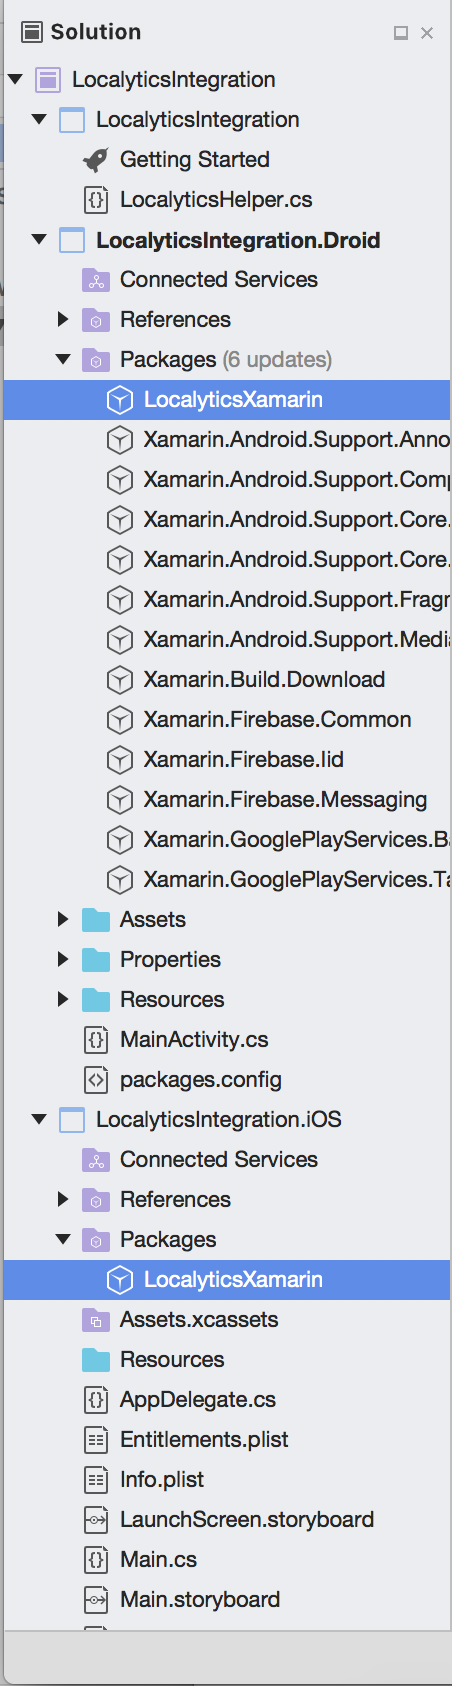 Solution
LocalyticsIntegration
LocalyticsIntegration
Getting Started
LocalyticsHelper.cs
LocalyticsIntegration.Droid
Connected Services
References
Packages (6 updates)
LocalyticsXamarin
Xamarin.Android.Support.Anno
Xamarin.Android.Support.Comp
Xamarin.Android.Support.Core.
Xamarin.Android.Support.Core.
Xamarin.Android.Support.Fragr
Xamarin.Android.Support.Media
Xamarin.Build.Download
Xamarin.Firebase.Common
Xamarin.Firebase.Iid
Xamarin.Firebase.Messaging
Xamarin.GooglePlayServices.Ba
Xamarin.GooglePlayServices.Ta
Assets
Properties
Resources
MainActivity.cs
packages.config
LocalyticsIntegration.iOS
Connected Services
References
Packages
LocalyticsXamarin
Assets.xcassets
Resources
AppDelegate.cs
Entitlements.plist
Info.plist
LaunchScreen.storyboard
Main.cs
Main.storyboard